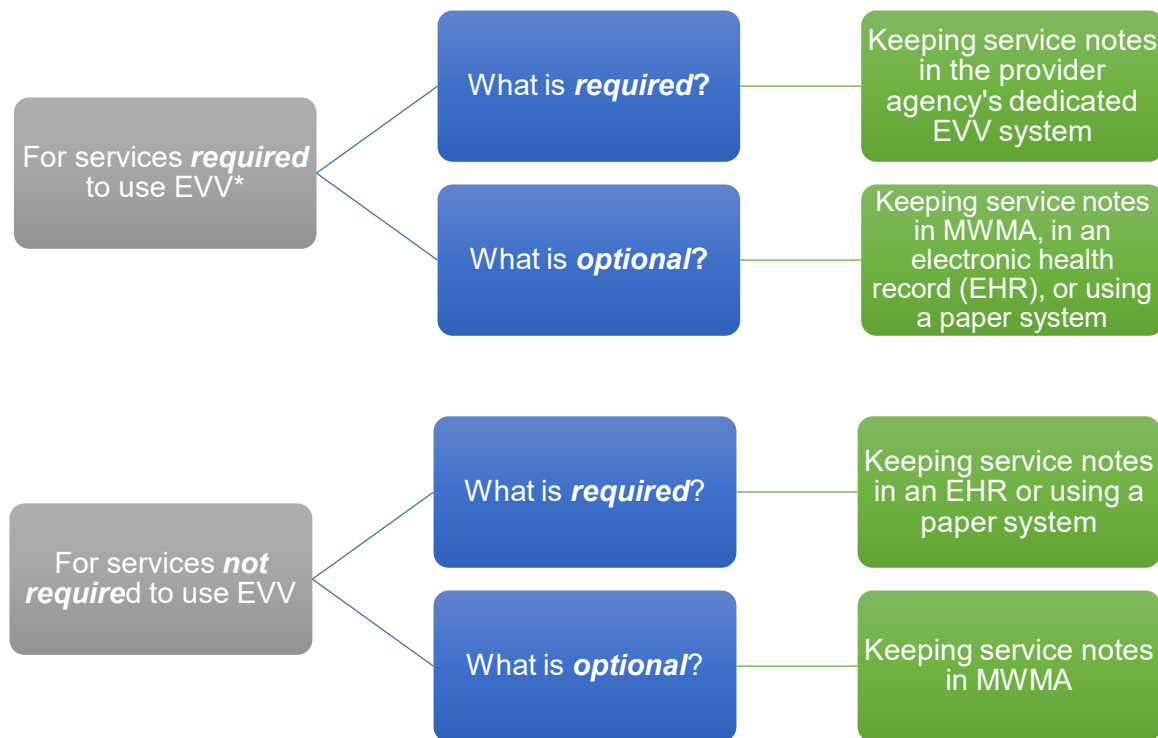 For services required
to use EVV*
What is required?
Keeping service notes
in the provider
agency's dedicated
EVV system
What is optional?
Keeping service notes
in MWMA, in an
electronic health
record (EHR), or using
a paper system
For services not
required to use EVV
What is required?
Keeping service notes
in an EHR or using a
paper system
What is optional?
Keeping service notes
in MWMA